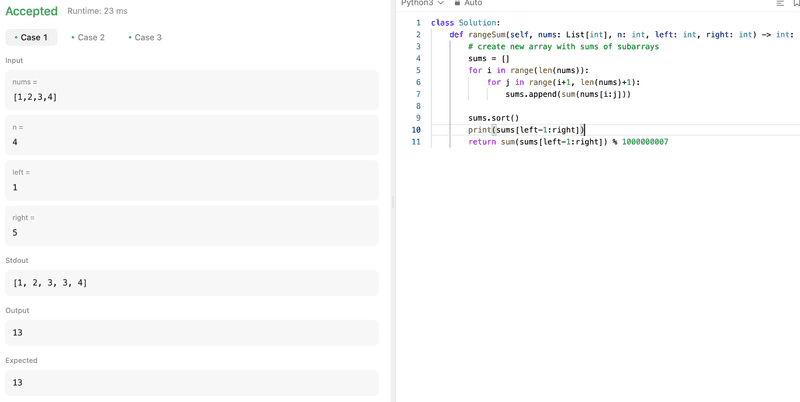 Accepted Runtime: 23 ms
• Case 1 • Case 2 • Case 3
Input
nums =
[1,2,3,4]
n =
4
left =
1
right =
5
Stdout
[1, 2, 3, 3, 4]
Output
13
Expected
13
Python3 Auto
1 class Solution:
2 def rangeSum(self, nums: List[int], n: int, left: int, right: int) -> int:
3 # create new array with sums of subarrays
4 sums = []
5 for i in range(len(nums)):
6 for j in range(i+1, len(nums)+1):
7 sums.append(sum(nums[i:j]))
8
9 sums.sort()
10 print(sums[left-1:right])
11 return sum(sums[left-1:right]) % 1000000007